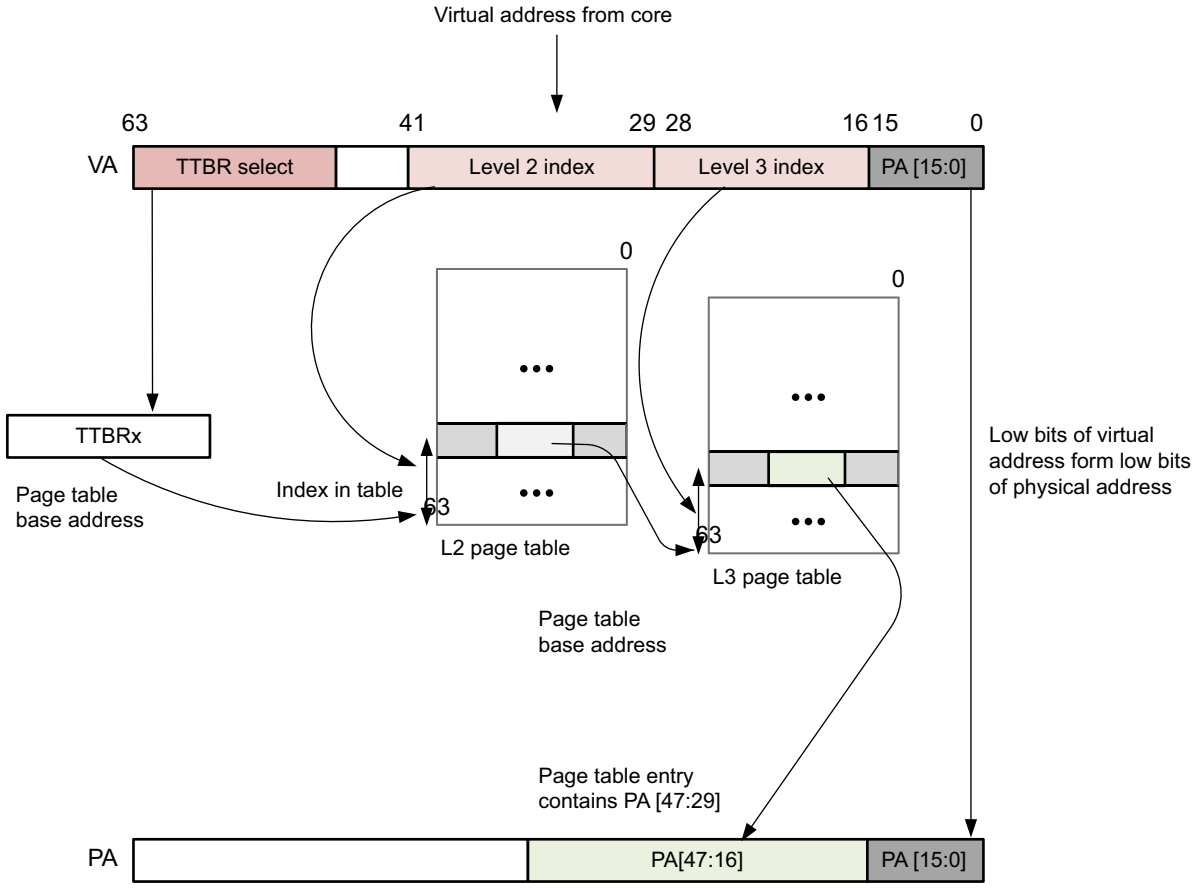 Virtual address from core
63 41 29 28 16 15 0
VA TTBR select Level 2 index Level 3 index PA [15:0]
0
0
•••
•••
TTBRx
Low bits of virtual
address form low bits
of physical address
Page table
base address
Index in table
63
•••
L2 page table
63
•••
L3 page table
Page table
base address
Page table entry
contains PA [47:29]
PA PA[47:16] PA [15:0]